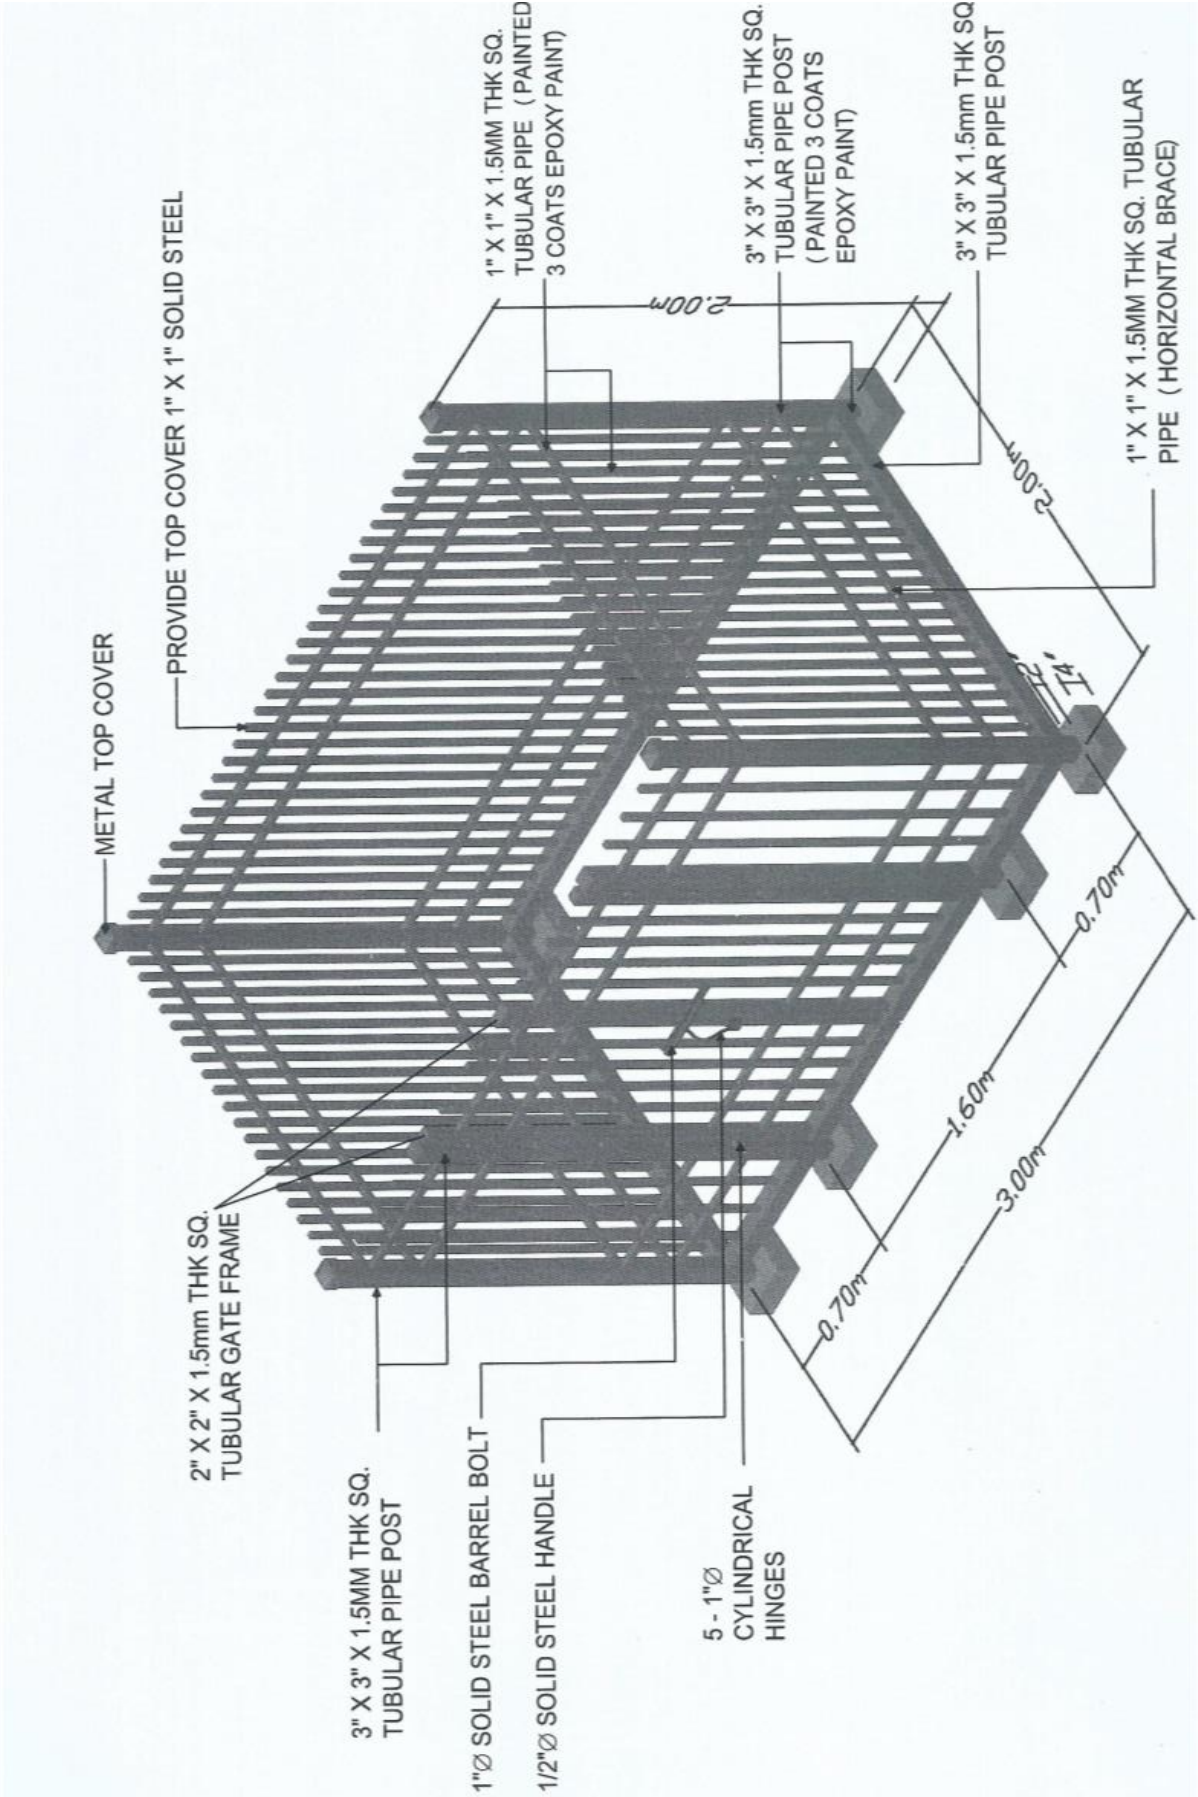 METAL TOP COVER
PROVIDE TOP COVER 1" X 1" SOLID STEEL
2" X 2" X 1.5mm THK SQ.
TUBULAR GATE FRAME
3" X 3" X 1.5MM THK SQ.
TUBULAR PIPE POST
1"Ø SOLID STEEL BARREL BOLT
1/2"Ø SOLID STEEL HANDLE
5 - 1"Ø
CYLINDRICAL
HINGES
1" X 1" X 1.5MM THK SQ.
TUBULAR PIPE ( PAINTED
3 COATS EPOXY PAINT)
2.00m
3" X 3" X 1.5mm THK SQ.
TUBULAR PIPE POST
( PAINTED 3 COATS
EPOXY PAINT)
3" X 3" X 1.5mm THK SQ
TUBULAR PIPE POST
2.00m
1" X 1" X 1.5MM THK SQ. TUBULAR
PIPE ( HORIZONTAL BRACE)
0.70m
1.60m
0.70m
3.00m